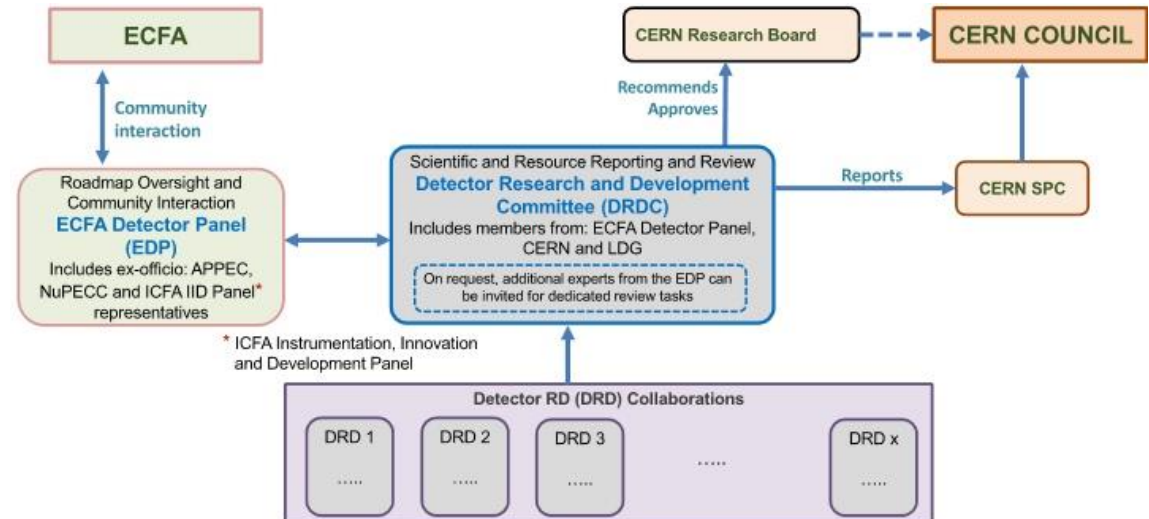 ECFA
CERN Research Board
CERN COUNCIL
Community
interaction
Recommends
Approves
Roadmap Oversight and
Community Interaction
ECFA Detector Panel
(EDP)
Includes ex-officio: APPEC,
NuPECC and ICFA IID Panel*
representatives
Scientific and Resource Reporting and Review
Detector Research and Development
Committee (DRDC)
Includes members from: ECFA Detector Panel,
CERN and LDG
On request, additional experts from the EDP can
be invited for dedicated review tasks
Reports
CERN SPC
* ICFA Instrumentation, Innovation
and Development Panel
Detector RD (DRD) Collaborations
DRD 1
.....
DRD 2
.....
DRD 3
.....
.....
DRD x
.....